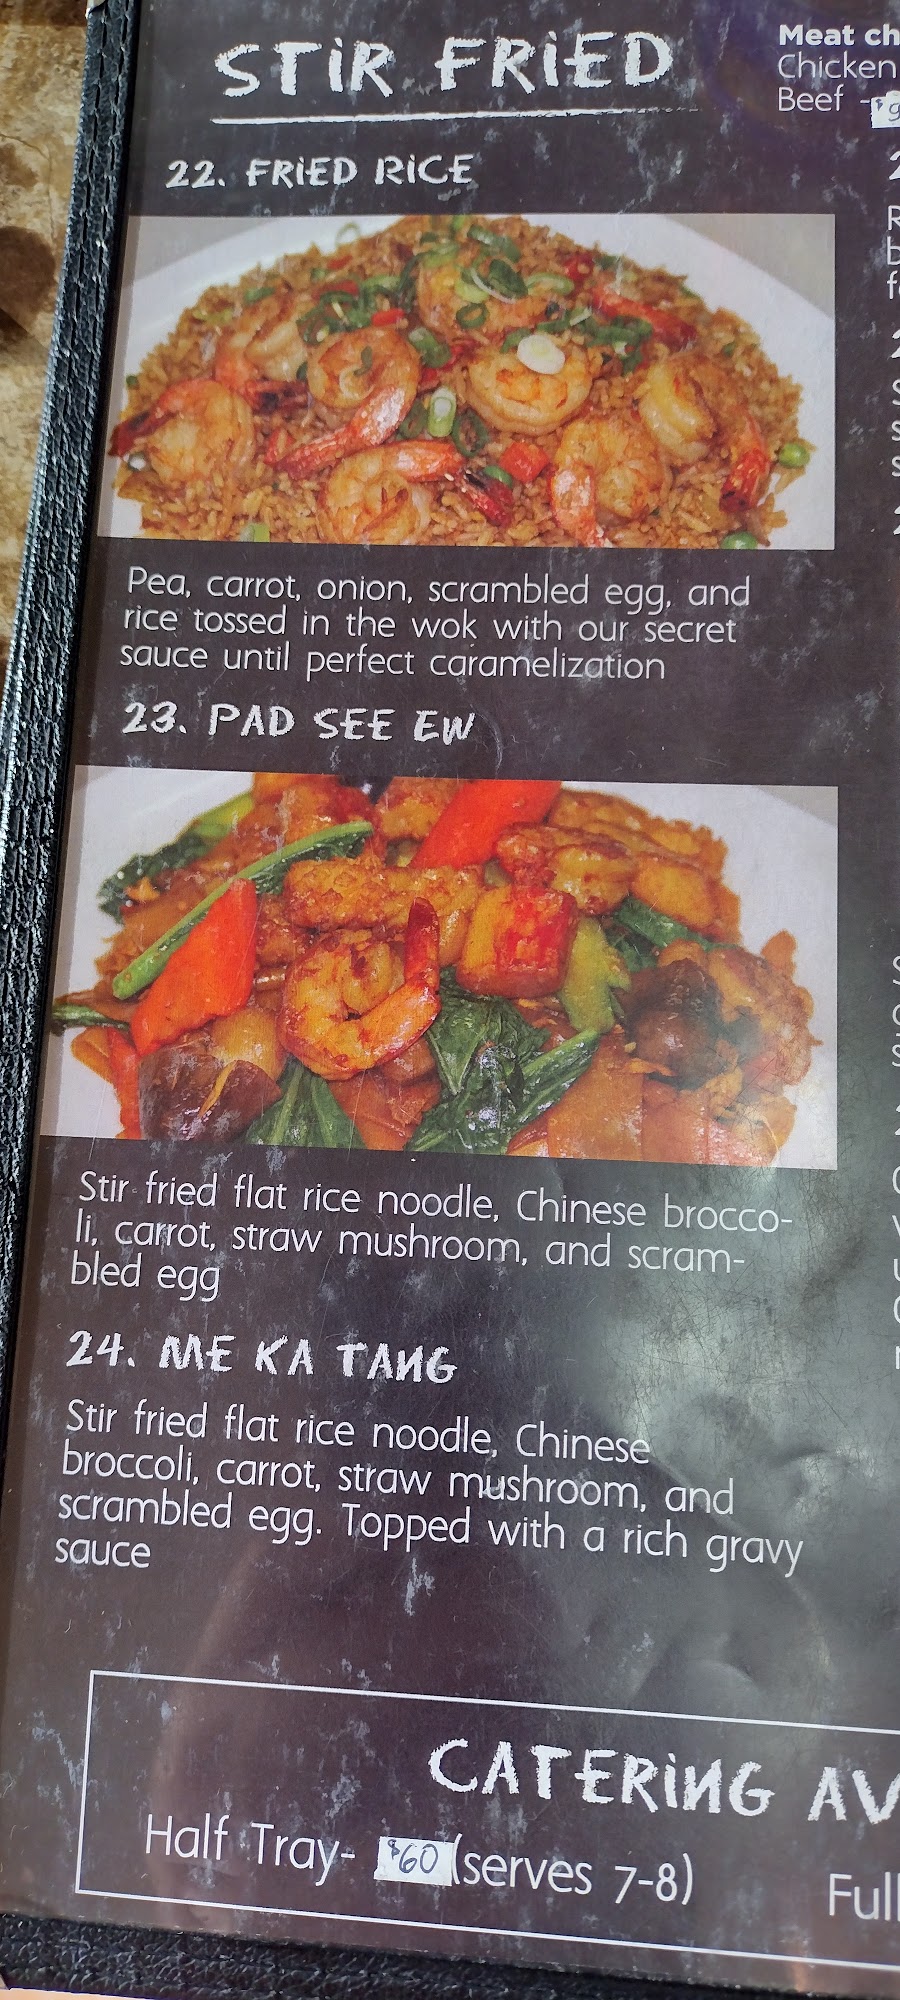 STIR FRIED
Meat
Chicken
Beef -
22. FRIED RICE
Pea, carrot, onion, scrambled egg, and
rice tossed in the wok with our secret
sauce until perfect caramelization
23. PAD SEE EW
Stir fried flat rice noodle, Chinese brocco-
li, carrot, straw mushroom, and scram-
bled egg
24. ME KA TANG
Stir fried flat rice noodle, Chinese
broccoli, carrot, straw mushroom, and
scrambled egg. Topped with a rich gravy
sauce
CATERING
Half Tray- $60 (serves 7-8)
Full